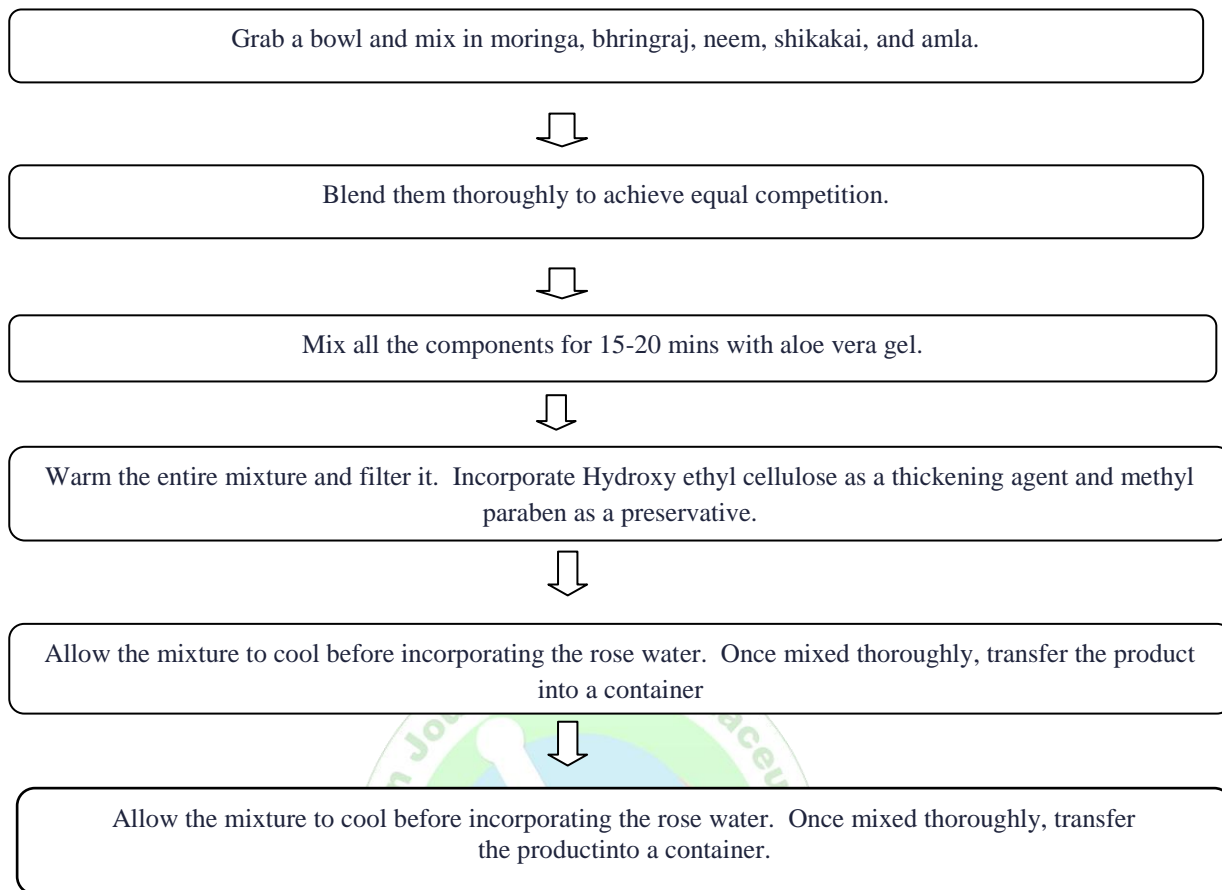 Grab a bowl and mix in moringa, bhringraj, neem, shikakai, and amla.
Blend them thoroughly to achieve equal competition.
Mix all the components for 15-20 mins with aloe vera gel.
Warm the entire mixture and filter it.  Incorporate Hydroxy ethyl cellulose as a thickening agent and methyl
paraben as a preservative.
Allow the mixture to cool before incorporating the rose water.  Once mixed thoroughly, transfer the product
into a container
Allow the mixture to cool before incorporating the rose water.  Once mixed thoroughly, transfer
the productinto a container.